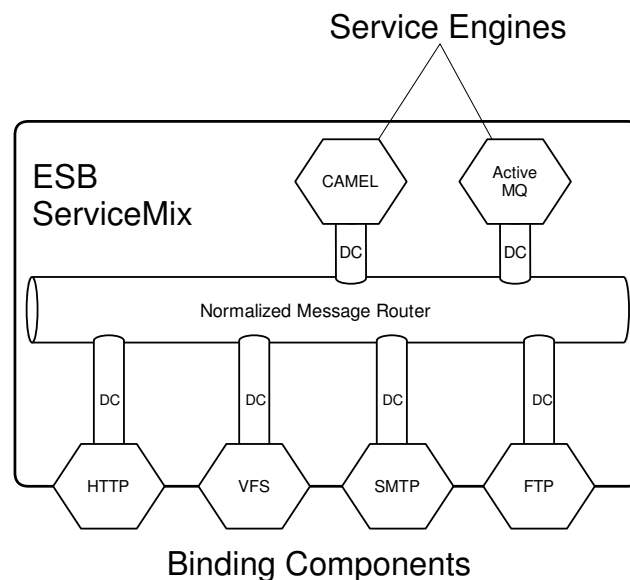 Service Engines
ESB
ServiceMix
CAMEL
Active
MQ
DC
DC
Normalized Message Router
DC
DC
DC
DC
HTTP
VFS
SMTP
FTP
Binding Components